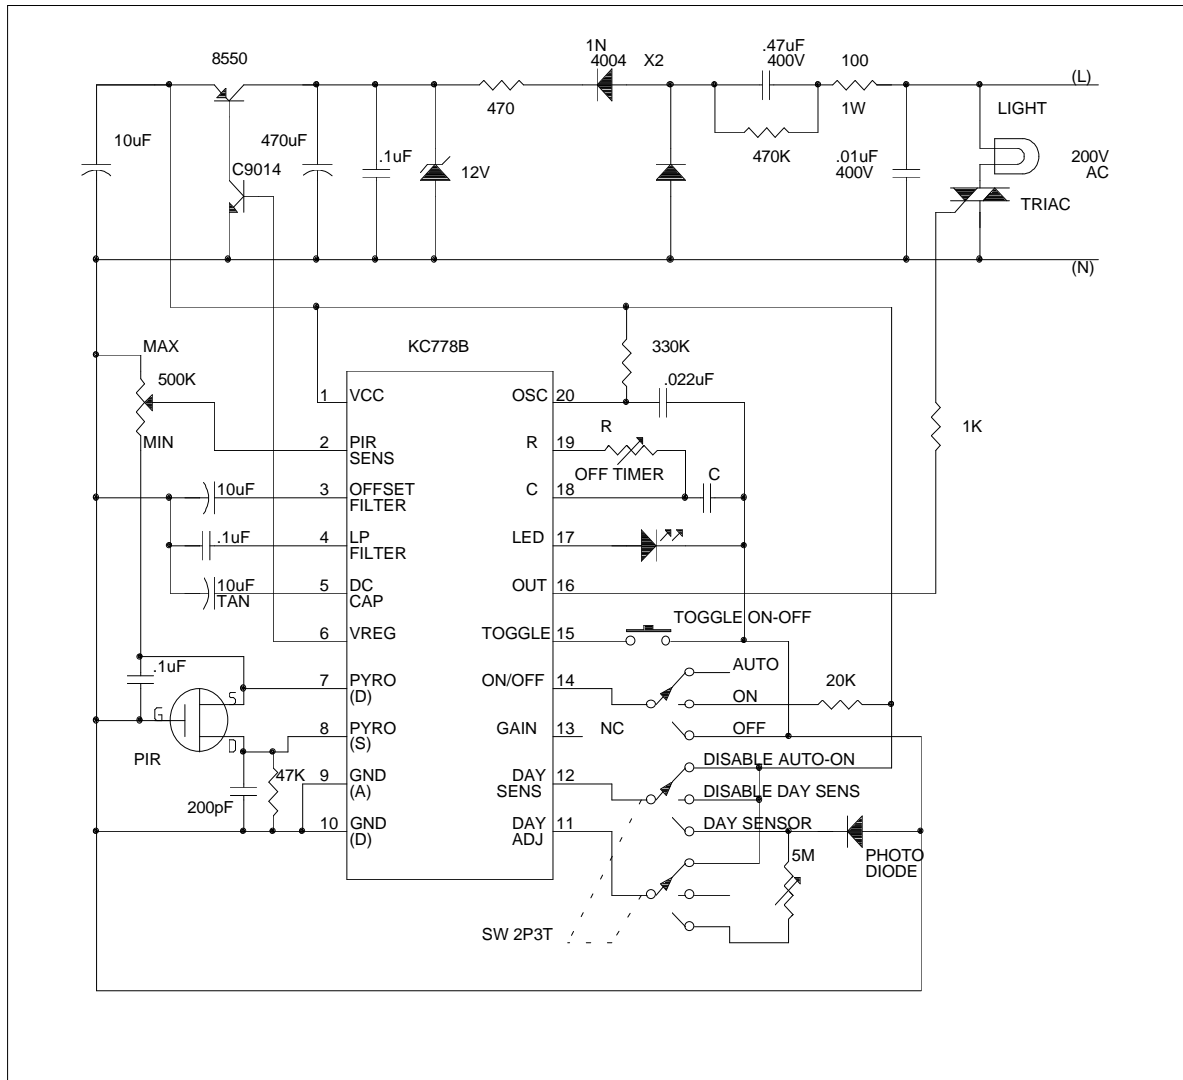 8550
1N
4004
X2
.47uF
400V
100
1W
(L)
LIGHT
10uF
470uF
470
470K
.1uF
12V
.01uF
400V
200V
AC
C9014
TRIAC
(N)
MAX
500K
MIN
KC778B
330K
.022uF
1K
1 VCC
OSC 20
2 PIR
SENS
R 19
R
OFF TIMER
10uF
3 OFFSET
FILTER
C 18
C
.1uF
4 LP
FILTER
LED 17
10uF
TAN
5 DC
CAP
OUT 16
6 VREG
TOGGLE 15
TOGGLE ON-OFF
.1uF
7 PYRO
(D)
ON/OFF 14
AUTO
ON
20K
S
G
D
PIR
8 PYRO
(S)
GAIN 13 NC
OFF
47K
200pF
9 GND
(A)
DAY
SENS
12
DISABLE AUTO-ON
DISABLE DAY SENS
10 GND
(D)
DAY
ADJ
11
DAY SENSOR
5M
PHOTO
DIODE
SW 2P3T